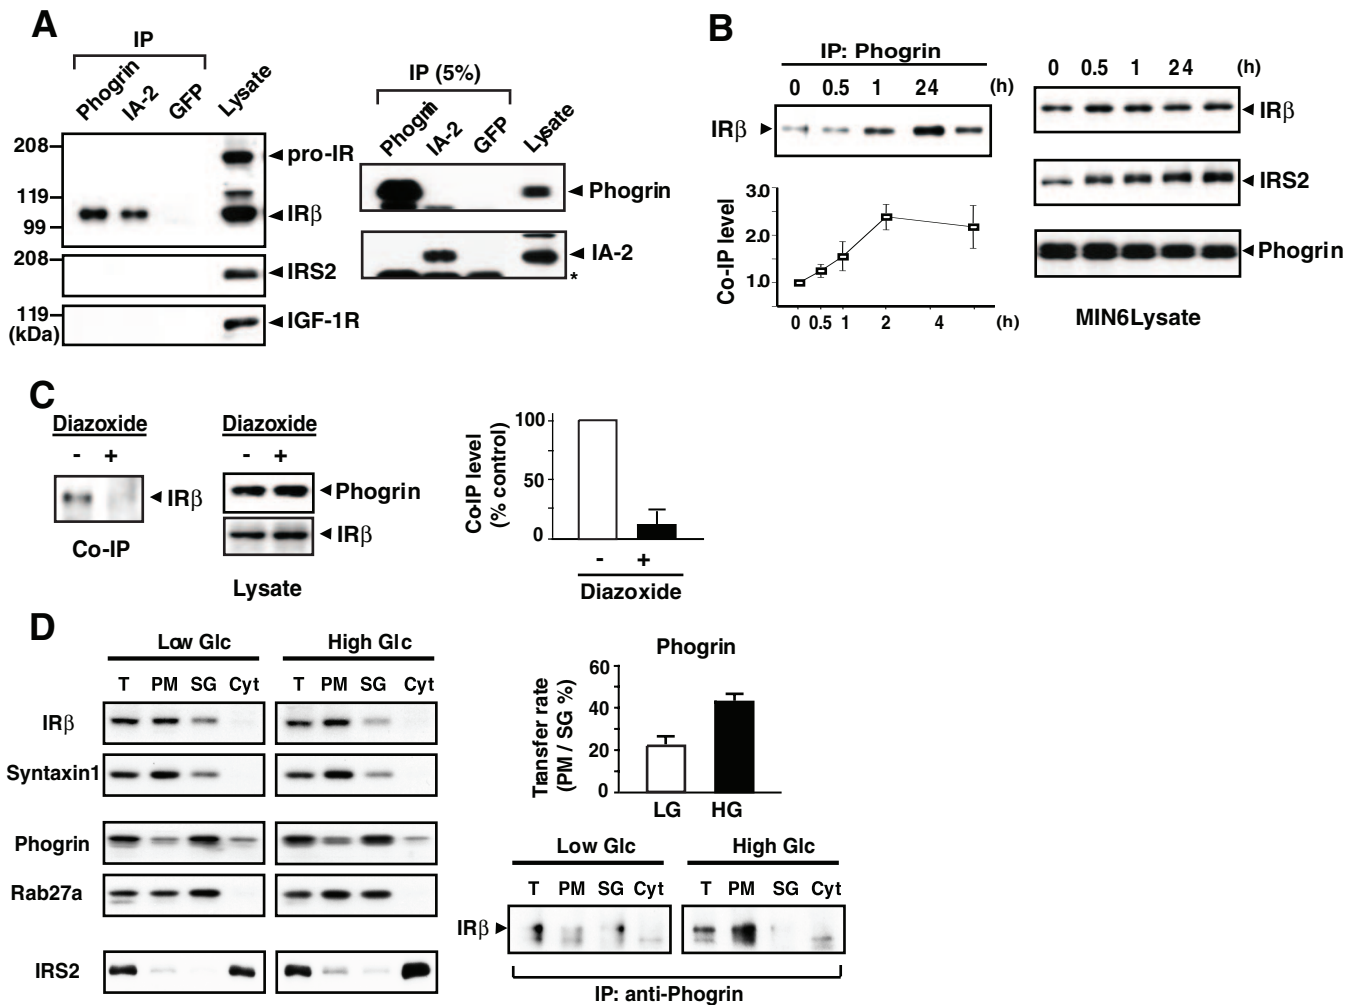 A
IP
Phogrin
IA-2
GFP
Lysate
208
119
99
208
119
(kDa)
pro-IR
IRβ
IRS2
IGF-1R
IP (5%)
Phogrin
IA-2
GFP
Lysate
Phogrin
IA-2
*
B
IP: Phogrin
0 0.5 1 24 (h)
IRβ
Co-IP level
3.0
2.0
1.0
0 0.5 1 2 4 (h)
0 0.5 1 24 (h)
IRβ
IRS2
Phogrin
MIN6Lysate
C
Diazoxide
- +
IRβ
Co-IP
Diazoxide
- +
Phogrin
IRβ
Lysate
Co-IP level
(% control)
100
50
0
- +
Diazoxide
D
Low Glc High Glc
T PM SG Cyt T PM SG Cyt
IRβ
Syntaxin1
Phogrin
Rab27a
IRS2
Phogrin
Transfer rate
(PM / SG %)
60
40
20
0
LG HG
Low Glc High Glc
T PM SG Cyt T PM SG Cyt
IRβ
IP: anti-Phogrin